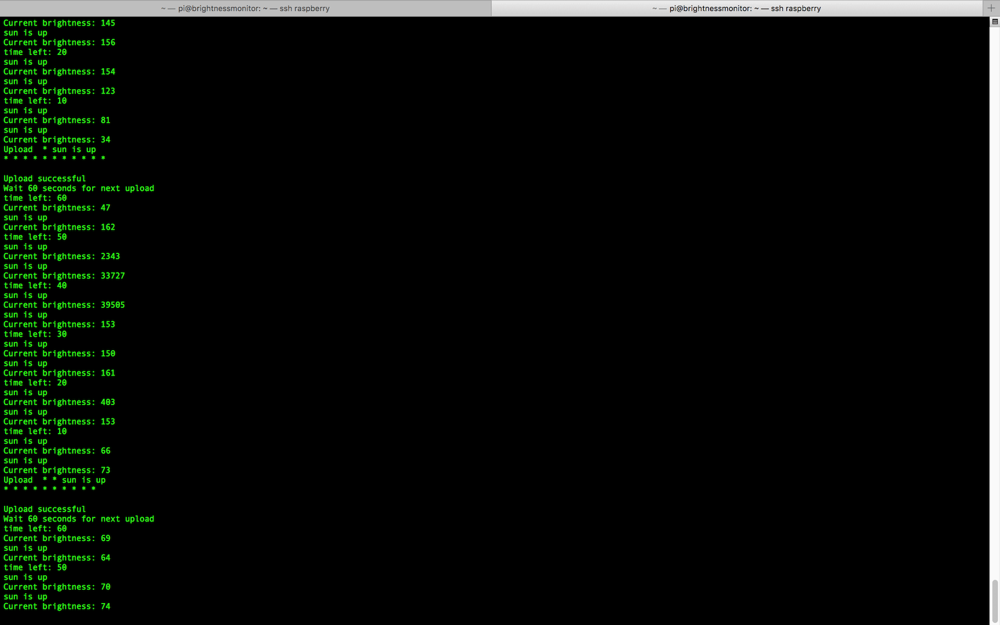 ~ — pi@brightnessmonitor: ~ — ssh raspberry
~ — pi@brightnessmonitor: ~ — ssh raspberry
Current brightness: 145
sun is up
Current brightness: 156
time left: 20
sun is up
Current brightness: 154
sun is up
Current brightness: 123
time left: 10
sun is up
Current brightness: 81
sun is up
Current brightness: 34
Upload  * sun is up
* * * * * * * * * * *
Upload successful
Wait 60 seconds for next upload
time left: 60
Current brightness: 47
sun is up
Current brightness: 162
time left: 50
sun is up
Current brightness: 2343
sun is up
Current brightness: 33727
time left: 40
sun is up
Current brightness: 39505
sun is up
Current brightness: 153
time left: 30
sun is up
Current brightness: 150
sun is up
Current brightness: 161
time left: 20
sun is up
Current brightness: 403
sun is up
Current brightness: 153
time left: 10
sun is up
Current brightness: 66
sun is up
Current brightness: 73
Upload  * * sun is up
* * * * * * * * * *
Upload successful
Wait 60 seconds for next upload
time left: 60
Current brightness: 69
sun is up
Current brightness: 64
time left: 50
sun is up
Current brightness: 70
sun is up
Current brightness: 74